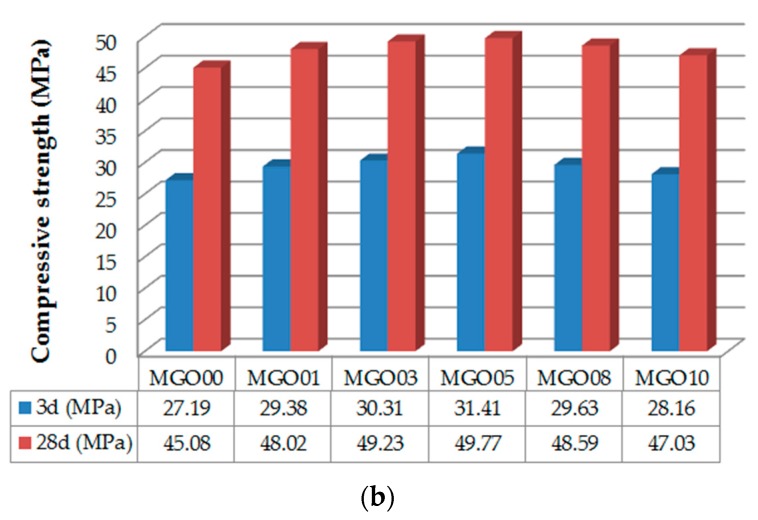 Compressive strength (MPa)
50
45
40
35
30
25
20
15
10
5
0
MGO00 MGO01 MGO03 MGO05 MGO08 MGO10
3d (MPa) 27.19 29.38 30.31 31.41 29.63 28.16
28d (MPa) 45.08 48.02 49.23 49.77 48.59 47.03
(b)